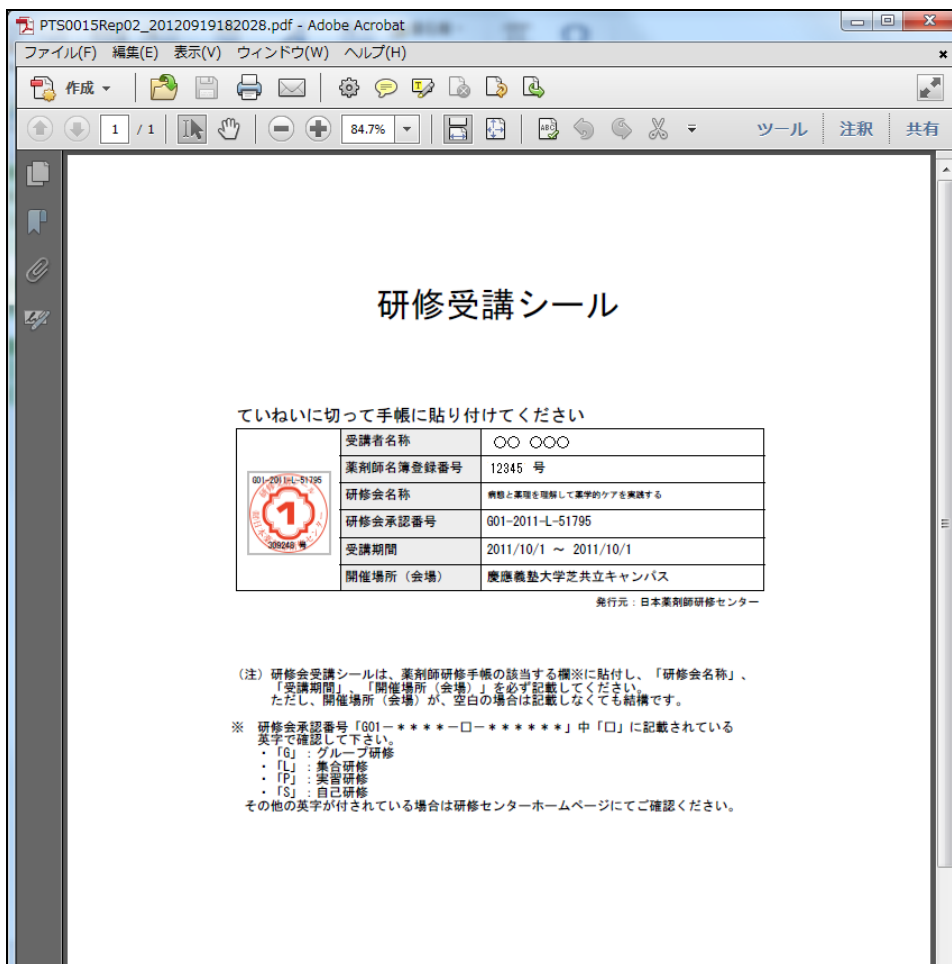 PTS0015Rep02_20120919182028.pdf - Adobe Acrobat
ファイル(F) 編集(E) 表示(V) ウィンドウ(W) ヘルプ(H)
作成
1 / 1 84.7% ツール 注釈 共有
研修受講シール
ていねいに切って手帳に貼り付けてください
G01-2011-L-51795
1
309248 号
受講者名称 ○○ ○○○
薬剤師名簿登録番号 12345 号
研修会名称 病態と薬理を理解して薬学的ケアを実践する
研修会承認番号 G01-2011-L-51795
受講期間 2011/10/1 ～ 2011/10/1
開催場所（会場） 慶應義塾大学芝共立キャンパス
発行元：日本薬剤師研修センター
（注）研修会受講シールは、薬剤師研修手帳の該当する欄※に貼付し、「研修会名称」、
「受講期間」、「開催場所（会場）」を必ず記載してください。
ただし、開催場所（会場）が、空白の場合は記載しなくても結構です。
※ 研修会承認番号「G01－＊＊＊＊－□－＊＊＊＊＊＊」中「□」に記載されている
英字で確認して下さい。
・「G」：グループ研修
・「L」：集合研修
・「P」：実習研修
・「S」：自己研修
その他の英字が付されている場合は研修センターホームページにてご確認ください。